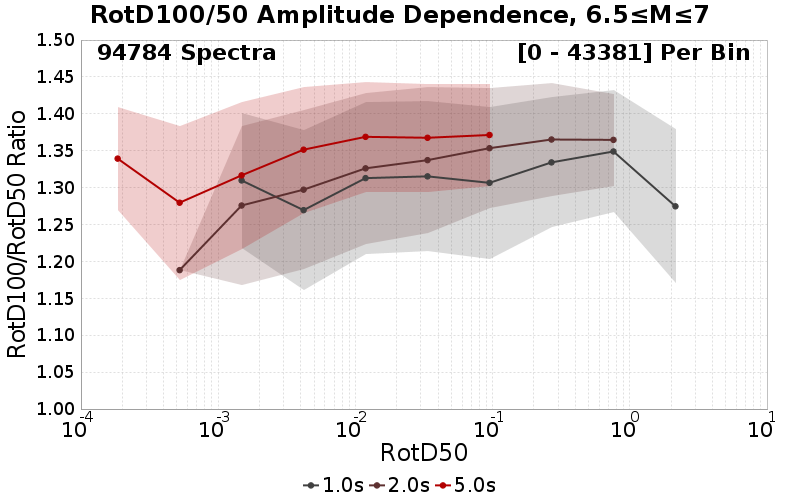 RotD100/50 Amplitude Dependence, 6.5≤M≤7
94784 Spectra
[0 - 43381] Per Bin
RotD100/RotD50 Ratio
1.50
1.45
1.40
1.35
1.30
1.25
1.20
1.15
1.10
1.05
1.00
10-4 10-3 10-2 10-1 100 101
RotD50
1.0s 2.0s 5.0s